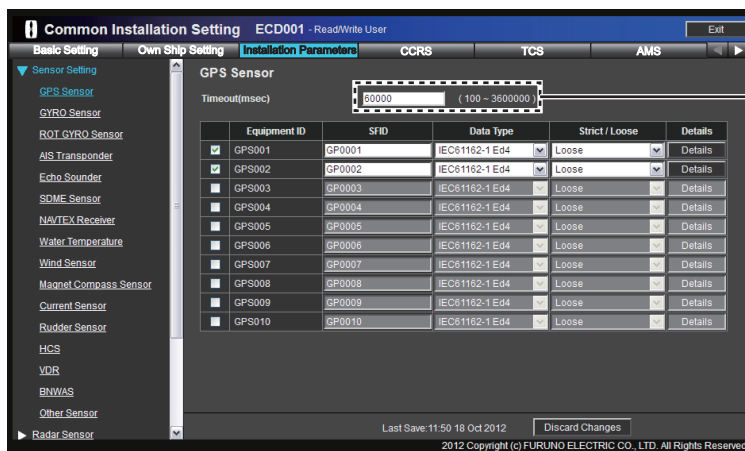 Common Installation Setting ECD001 - Read/Write User Exit
Basic Setting Own Ship Setting Installation Parameters CCRS TCS AMS
Sensor Setting
GPS Sensor
GYRO Sensor
ROT GYRO Sensor
AIS Transponder
Echo Sounder
SDME Sensor
NAVTEX Receiver
Water Temperature
Wind Sensor
Magnet Compass Sensor
Current Sensor
Rudder Sensor
HCS
VDR
BNWAS
Other Sensor
Radar Sensor
GPS Sensor
Timeout(msec) 60000 ( 100 ~ 3600000 )
Equipment ID SFID Data Type Strict / Loose Details
GPS001 GP0001 IEC61162-1 Ed4 Loose Details
GPS002 GP0002 IEC61162-1 Ed4 Loose Details
GPS003 GP0003 IEC61162-1 Ed4 Loose Details
GPS004 GP0004 IEC61162-1 Ed4 Loose Details
GPS005 GP0005 IEC61162-1 Ed4 Loose Details
GPS006 GP0006 IEC61162-1 Ed4 Loose Details
GPS007 GP0007 IEC61162-1 Ed4 Loose Details
GPS008 GP0008 IEC61162-1 Ed4 Loose Details
GPS009 GP0009 IEC61162-1 Ed4 Loose Details
GPS010 GP0010 IEC61162-1 Ed4 Loose Details
Last Save:11:50 18 Oct 2012 Discard Changes
2012 Copyright (c) FURUNO ELECTRIC CO., LTD. All Rights Reserved